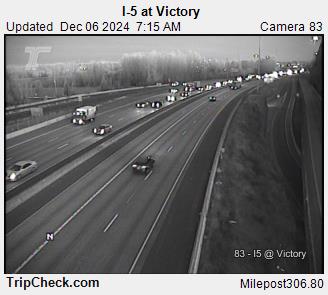 I-5 at Victory
Updated Dec 06 2024 7:15 AM Camera 83
N
83 - I5 @ Victory
TripCheck.com Milepost306.80